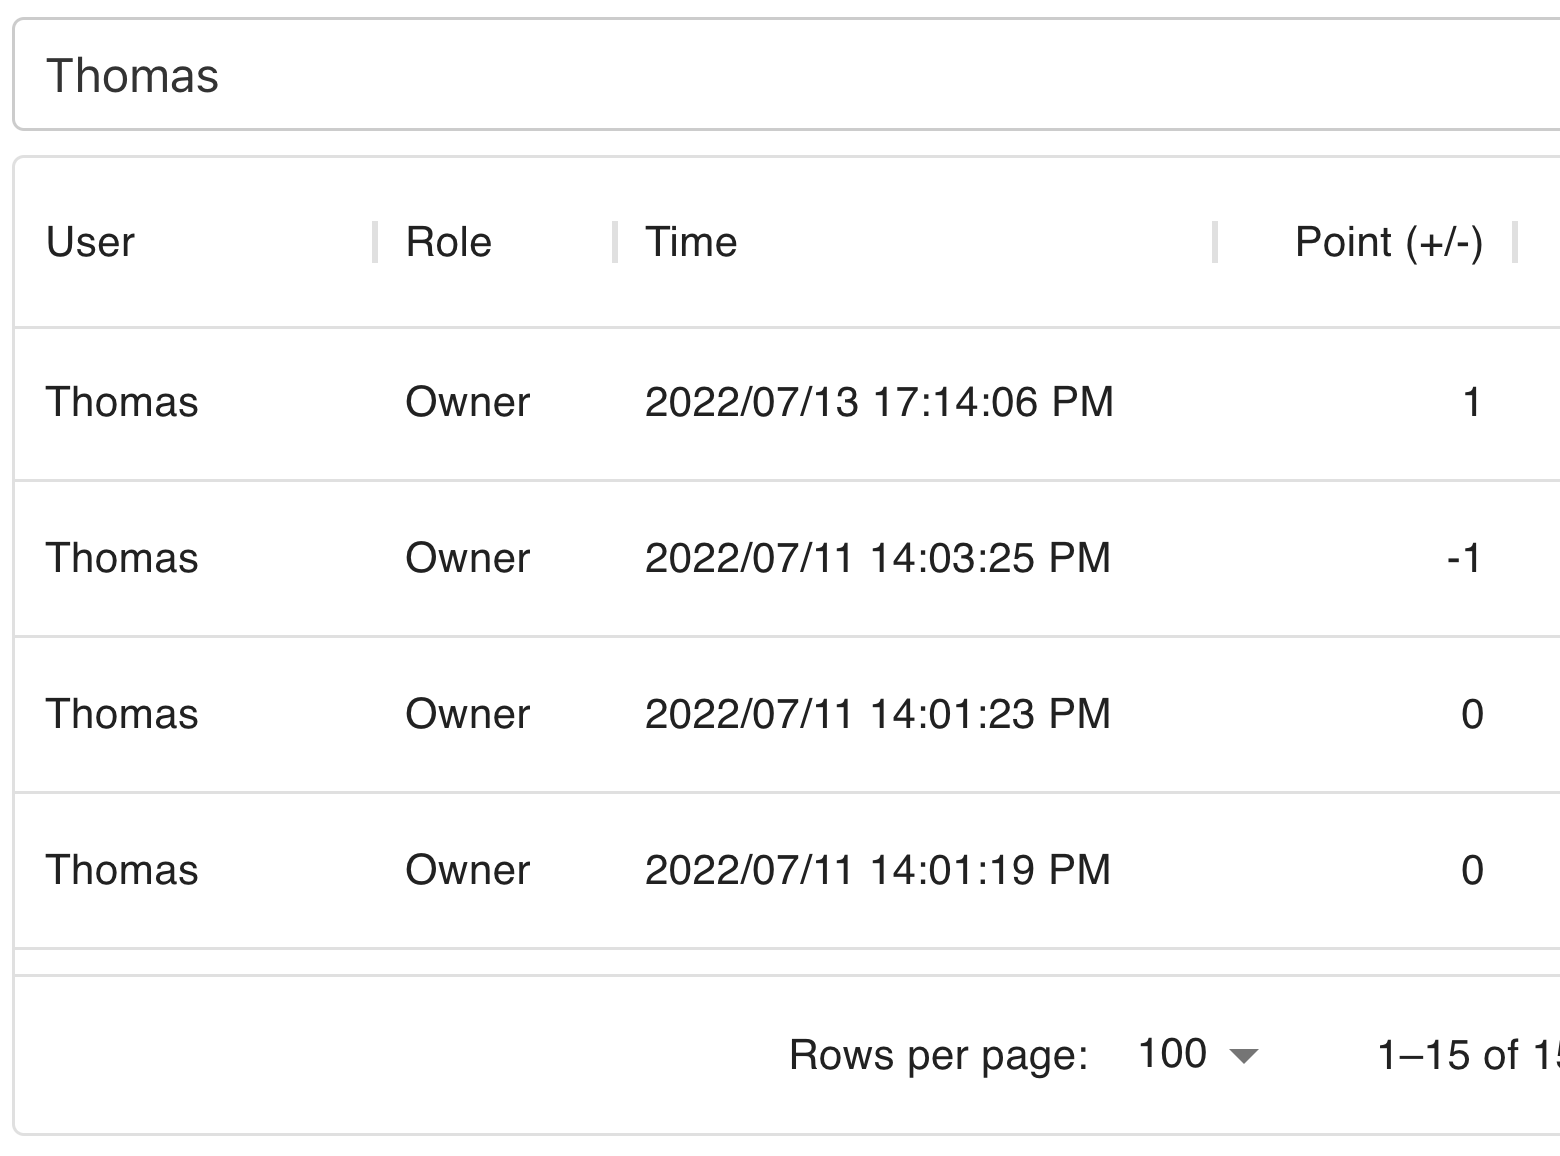 Thomas
User Role Time Point (+/-)
Thomas Owner 2022/07/13 17:14:06 PM 1
Thomas Owner 2022/07/11 14:03:25 PM -1
Thomas Owner 2022/07/11 14:01:23 PM 0
Thomas Owner 2022/07/11 14:01:19 PM 0
Rows per page: 100 1–15 of 15